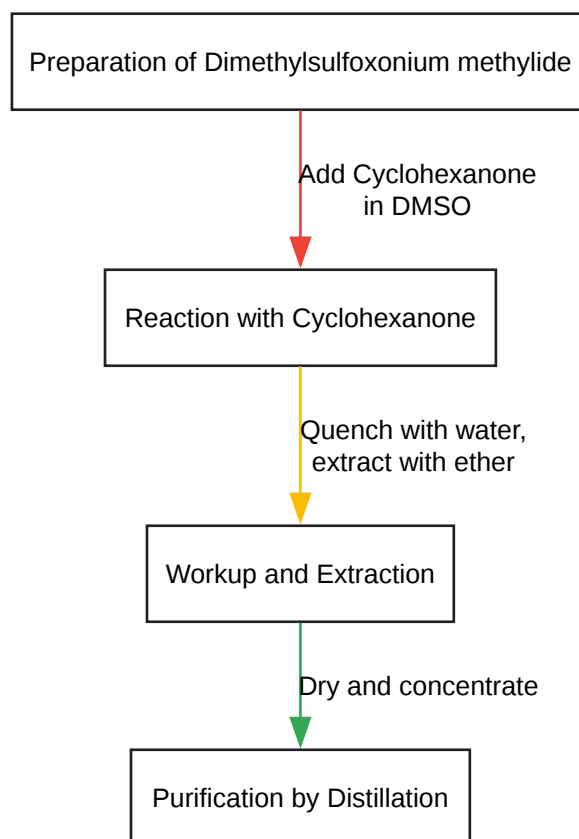 Preparation of Dimethylsulfoxonium methylide
Add Cyclohexanone
in DMSO
Reaction with Cyclohexanone
Quench with water,
extract with ether
Workup and Extraction
Dry and concentrate
Purification by Distillation